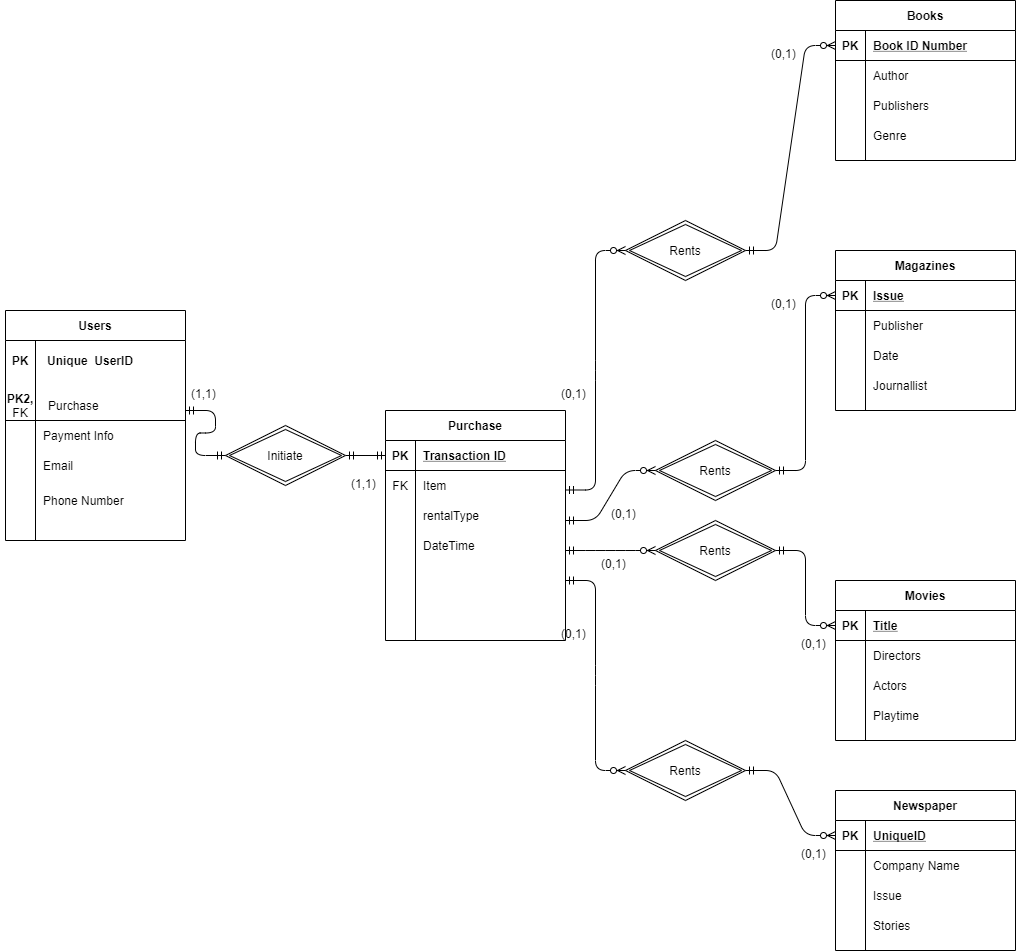 Books
PK Book ID Number
Author
Publishers
Genre
(0,1)
Rents
(0,1)
Magazines
PK Issue
Publisher
Date
Journallist
(0,1)
Users
PK Unique UserID
PK2,
FK Purchase
Payment Info
Email
Phone Number
(1,1)
Initiate
(1,1)
Purchase
PK Transaction ID
FK Item
rentalType
DateTime
Rents
(0,1)
Rents
(0,1)
(0,1)
Movies
PK Title
Directors
Actors
Playtime
(0,1)
Rents
Newspaper
PK UniqueID
Company Name
Issue
Stories
(0,1)